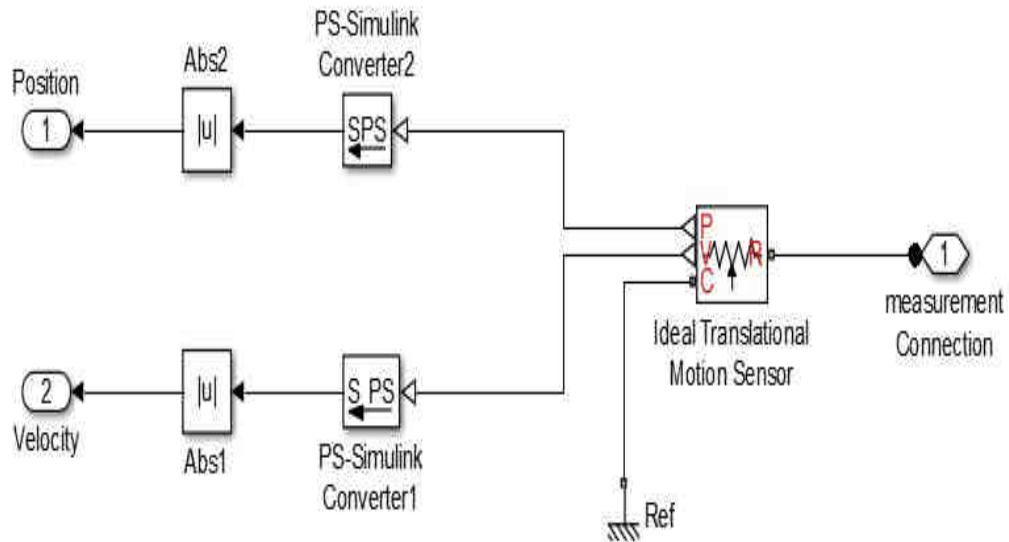 PS-Simulink
Converter2
Abs2
Position
1
|u|
SPS
P
V
R
C
1
measurement
Connection
Ideal Translational
Motion Sensor
2
|u|
S PS
Velocity
Abs1
PS-Simulink
Converter1
Ref